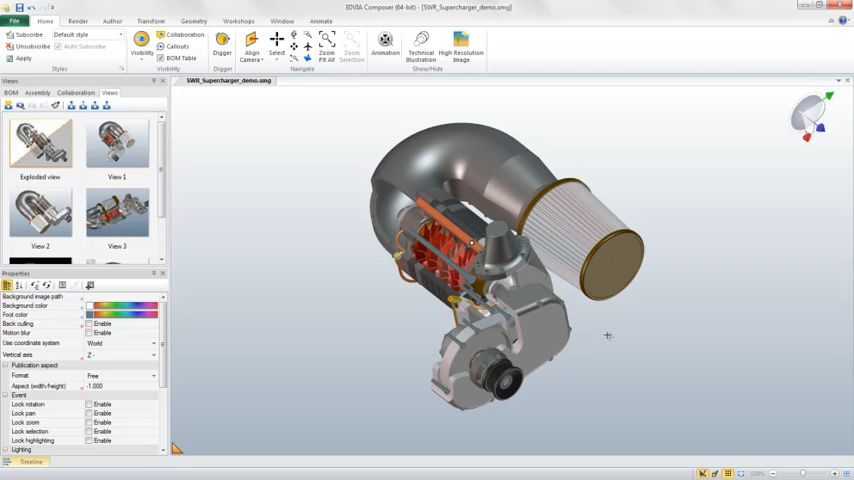 3DVIA Composer (64-bit) - [SWR_Supercharger_demo.smg]
File Home Render Author Transform Geometry Workshops Window Animate
Subscribe Default style
Unsubscribe Auto Subscribe
Apply
Styles
Visibility
Collaboration
Callouts
BOM Table
Visibility
Digger
Digger
Align Camera
Select
Zoom Fit All
Zoom Selection
Navigate
Animation
Technical Illustration
High Resolution Image
Show/Hide
Views
BOM Assembly Collaboration Views
SWR_Supercharger_demo.smg
Exploded view View 1
View 2 View 3
Properties
Background image path
Background color
Foot color
Back culling Enable
Motion blur Enable
Use coordinate system World
Vertical axis Z -
Publication aspect
Format Free
Aspect (width/height) -1.000
Event
Lock rotation Enable
Lock pan Enable
Lock zoom Enable
Lock selection Enable
Lock highlighting Enable
Lighting
Timeline